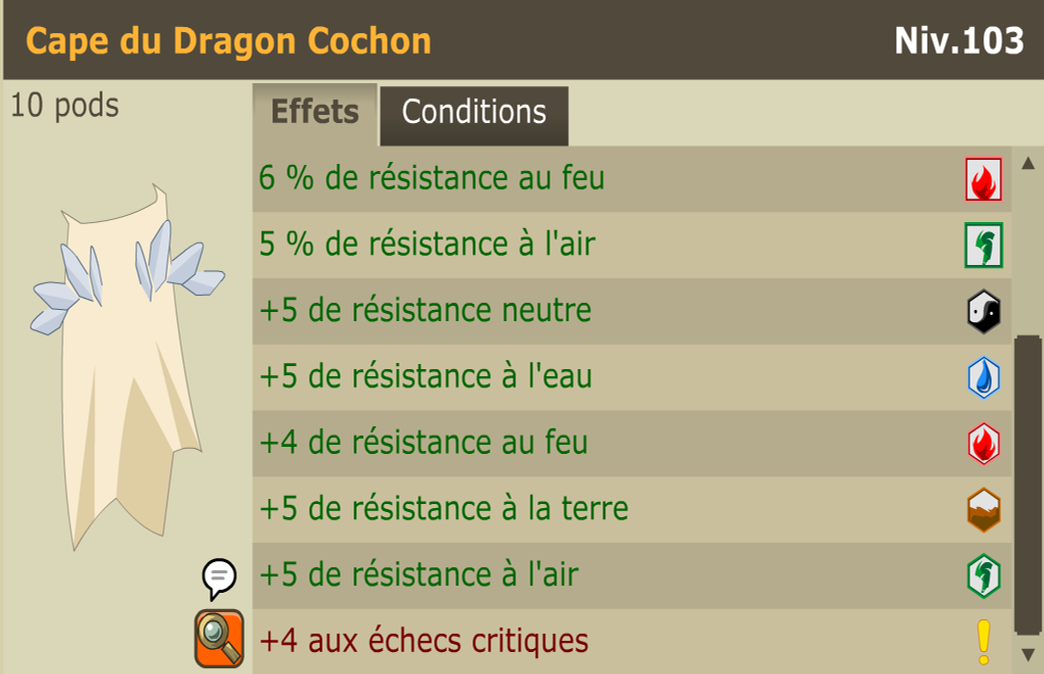 Cape du Dragon Cochon
Niv.103
10 pods
Effets
Conditions
6 % de résistance au feu
5 % de résistance à l'air
+5 de résistance neutre
+5 de résistance à l'eau
+4 de résistance au feu
+5 de résistance à la terre
+5 de résistance à l'air
+4 aux échecs critiques